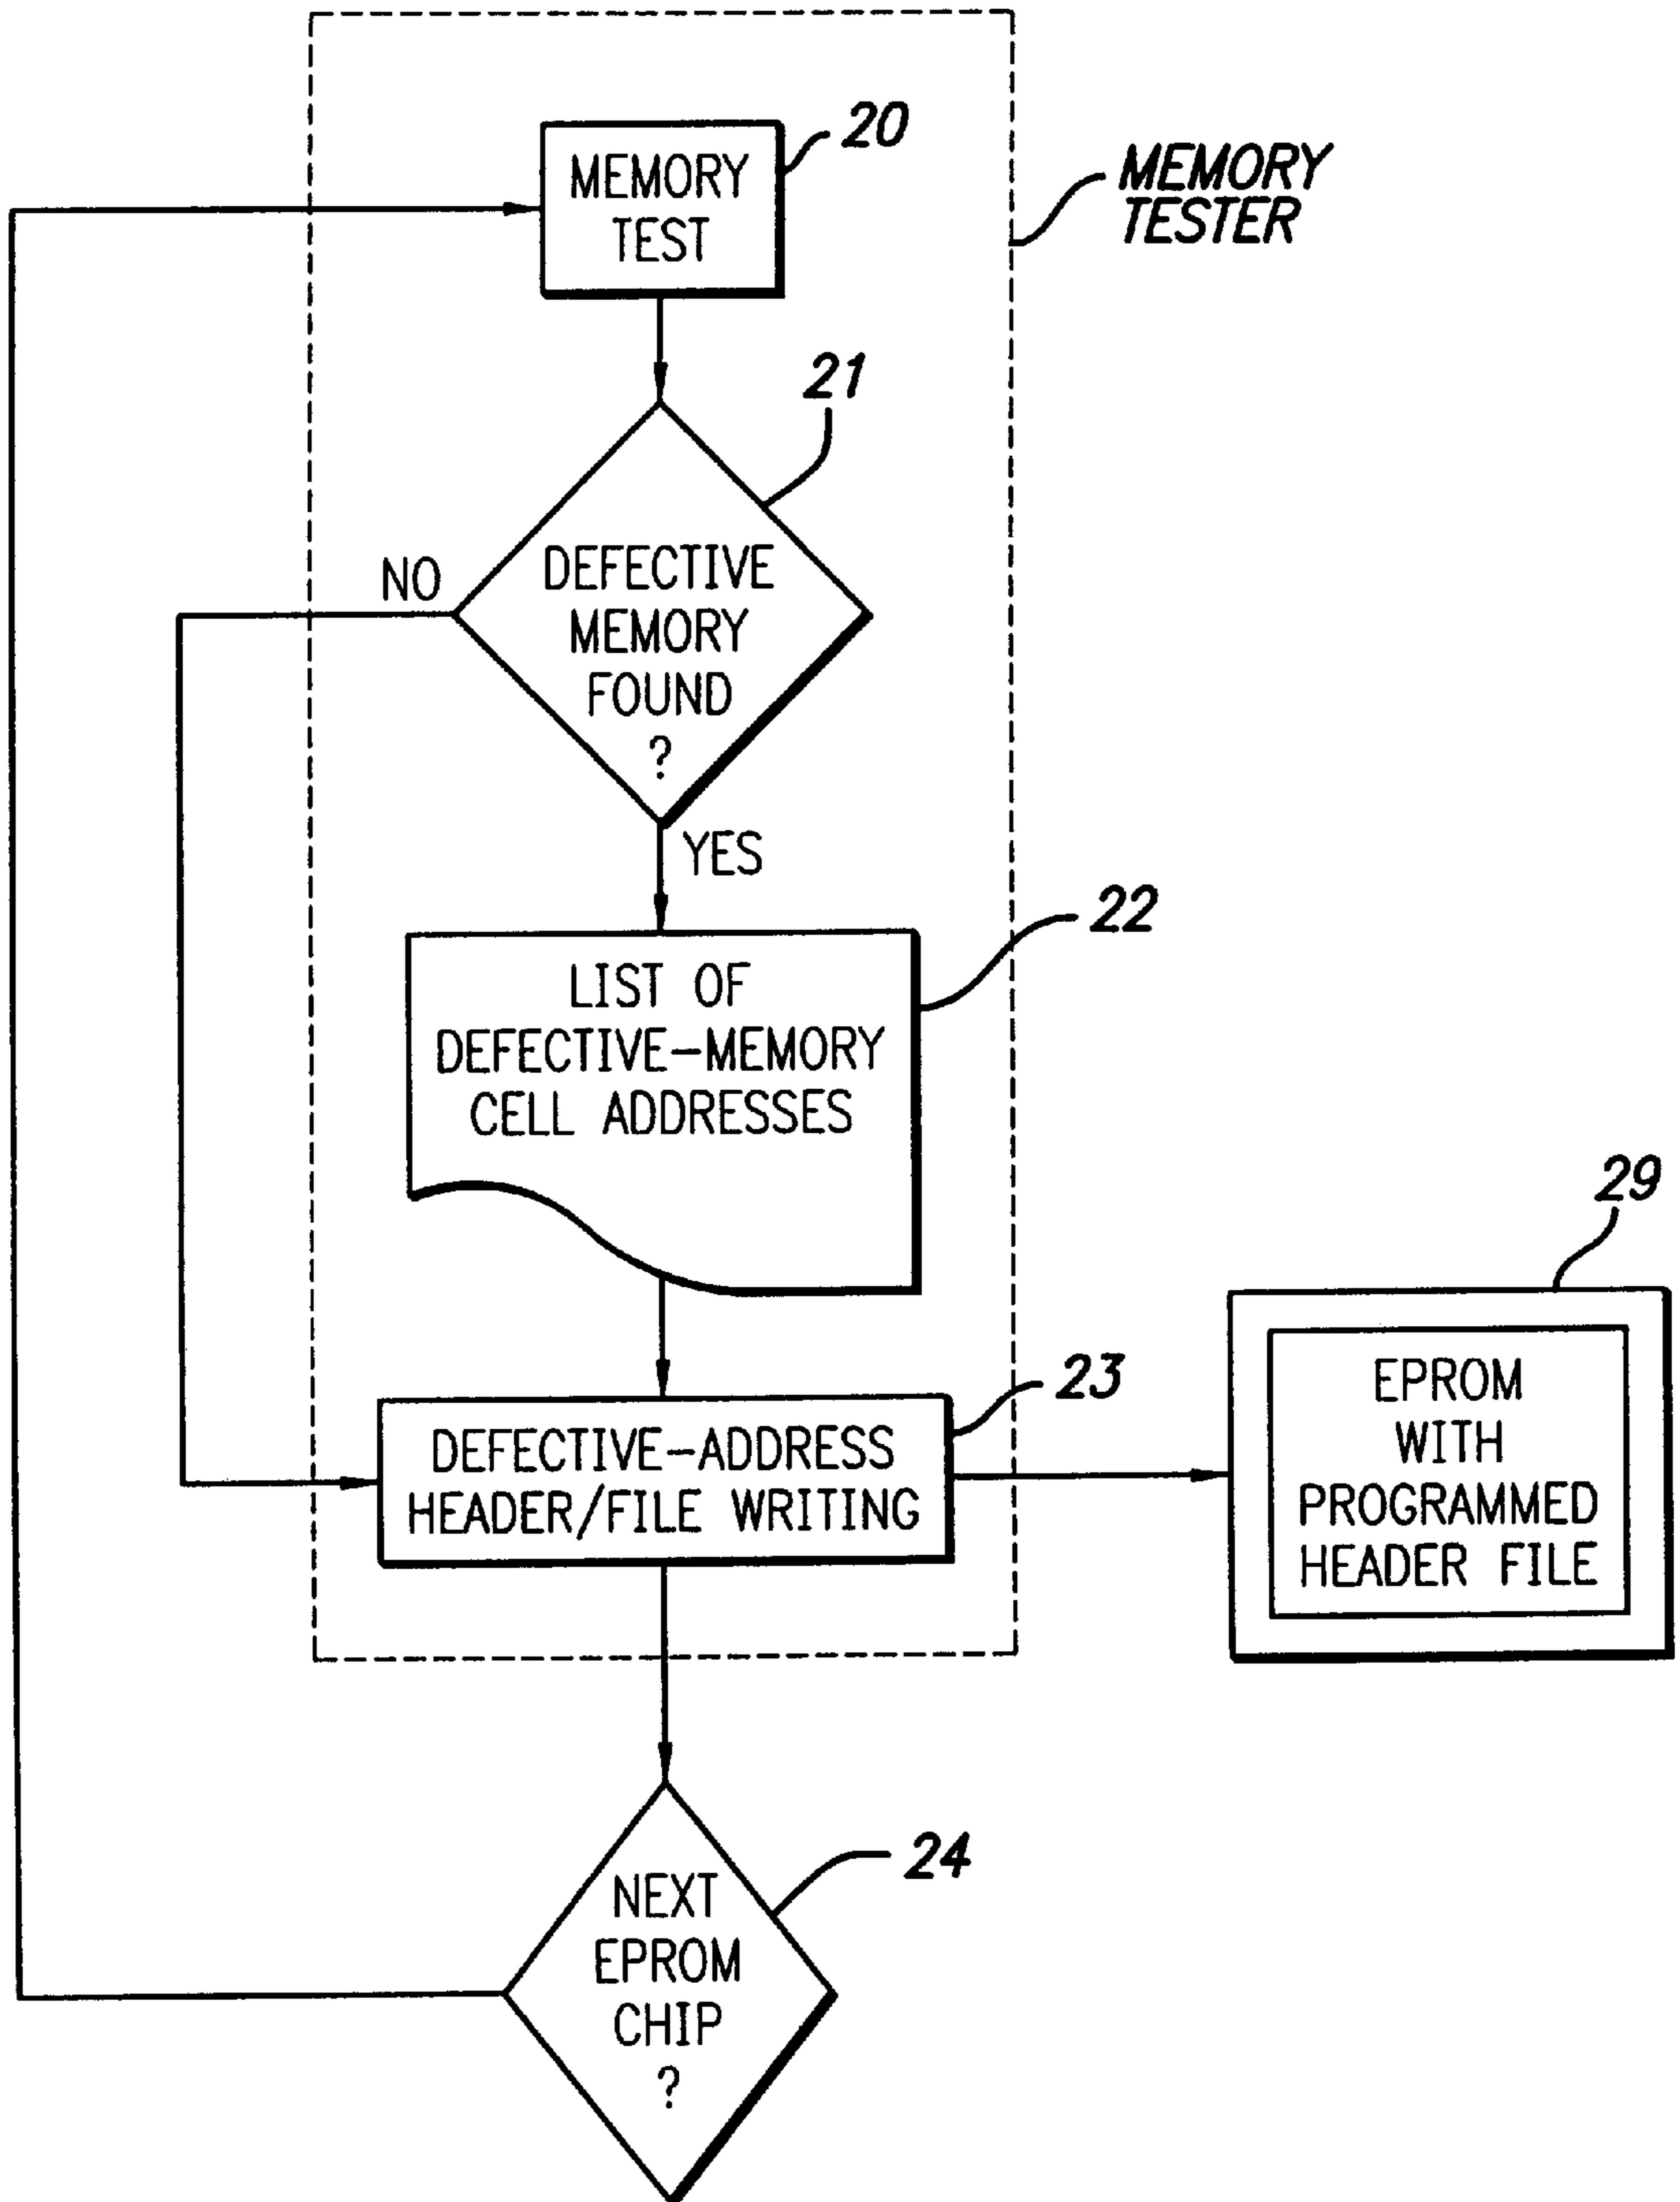 20
MEMORY
TEST
MEMORY
TESTER
21
NO
DEFECTIVE
MEMORY
FOUND
?
YES
22
LIST OF
DEFECTIVE-MEMORY
CELL ADDRESSES
29
EPROM
WITH
PROGRAMMED
HEADER FILE
23
DEFECTIVE-ADDRESS
HEADER/FILE WRITING
24
NEXT
EPROM
CHIP
?